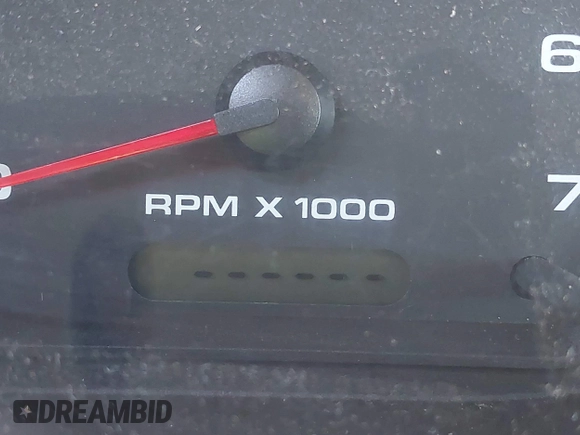 6
7
RPM X 1000
------
DREAMBID